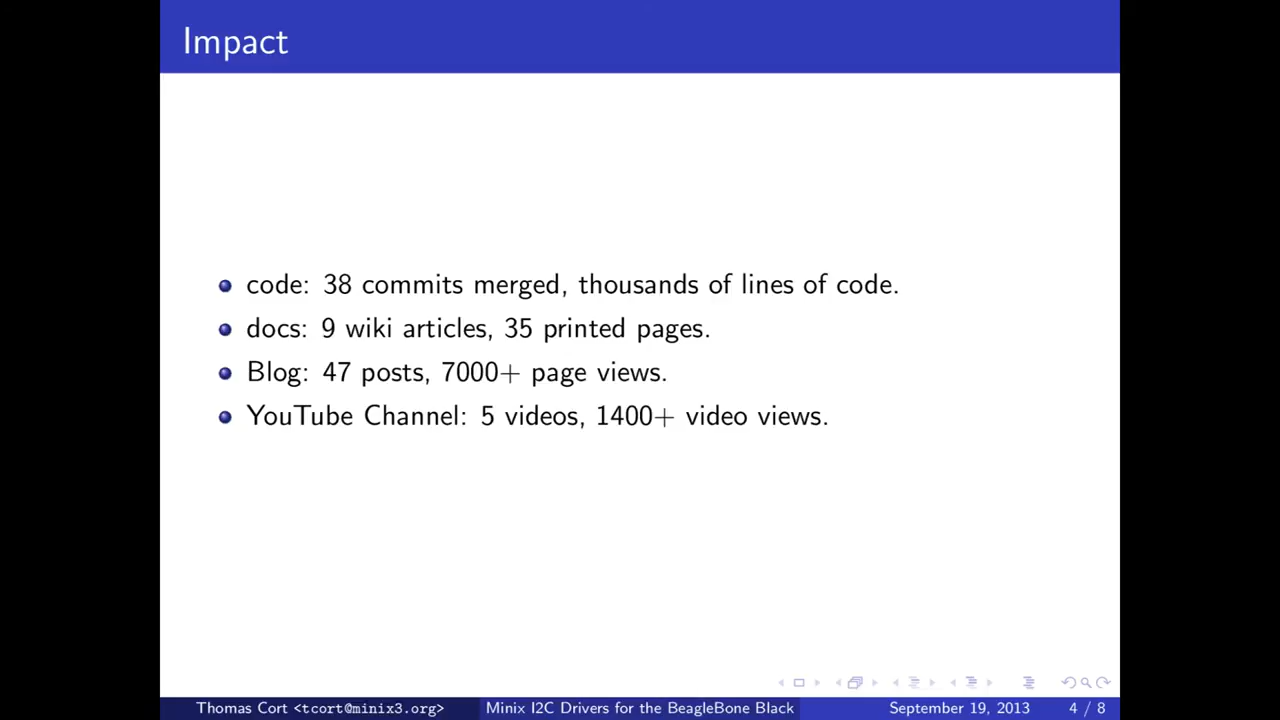 Impact
code: 38 commits merged, thousands of lines of code.
docs: 9 wiki articles, 35 printed pages.
Blog: 47 posts, 7000+ page views.
YouTube Channel: 5 videos, 1400+ video views.
Thomas Cort <tcort@minix3.org> Minix I2C Drivers for the BeagleBone Black September 19, 2013 4 / 8